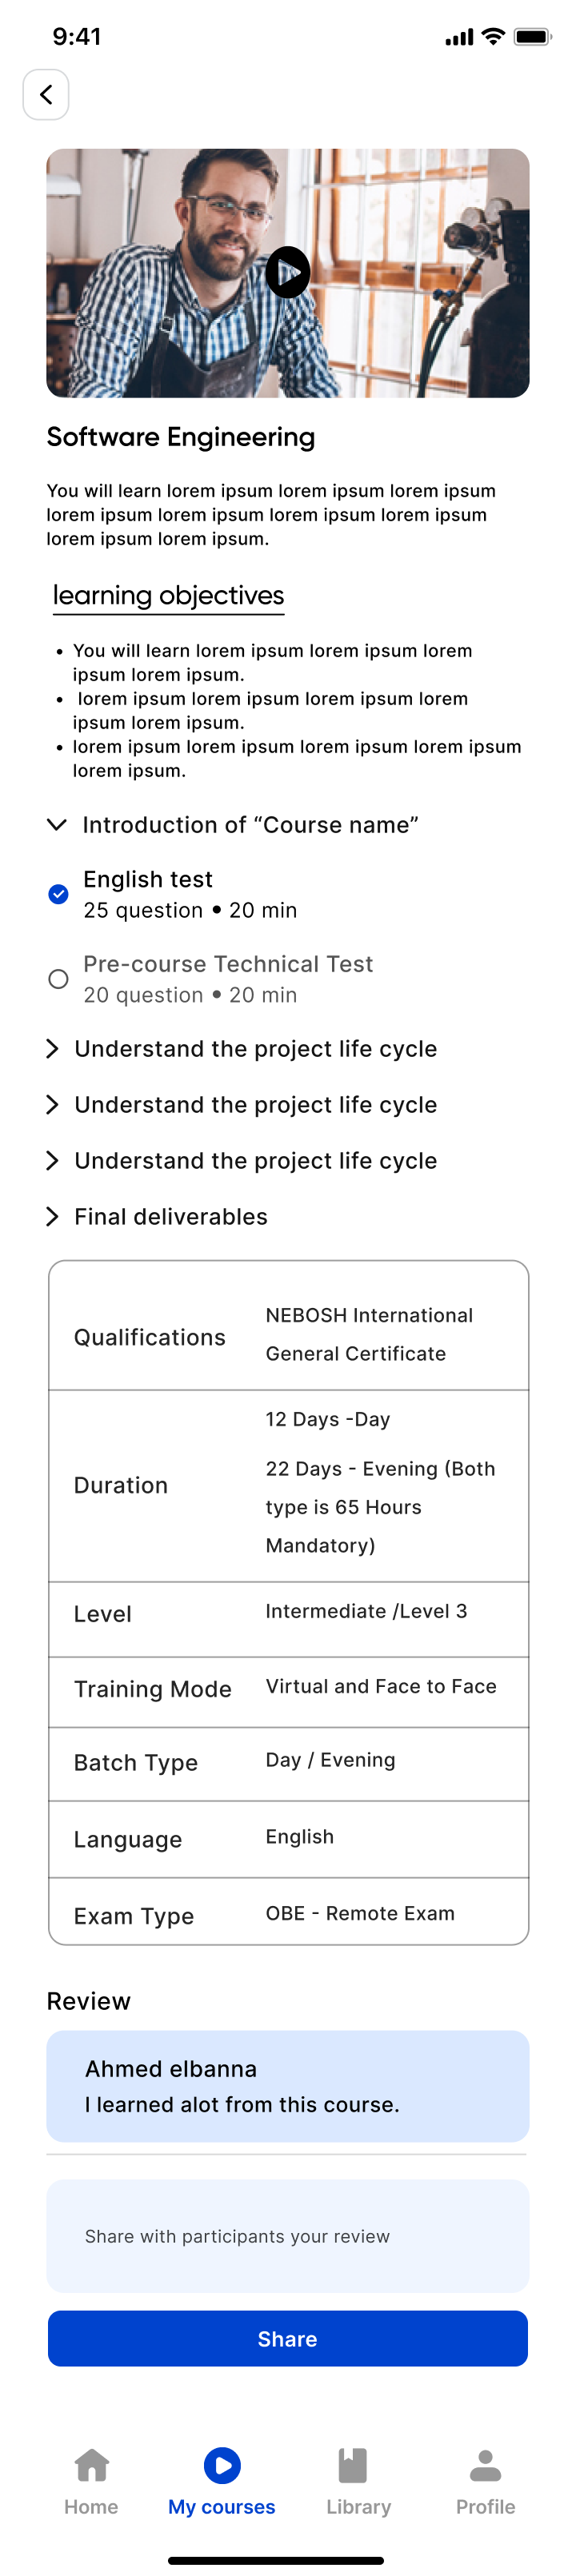 9:41
Software Engineering
You will learn lorem ipsum lorem ipsum lorem ipsum
lorem ipsum lorem ipsum lorem ipsum lorem ipsum
lorem ipsum lorem ipsum.
learning objectives
• You will learn lorem ipsum lorem ipsum lorem
ipsum lorem ipsum.
• lorem ipsum lorem ipsum lorem ipsum lorem
ipsum lorem ipsum.
• lorem ipsum lorem ipsum lorem ipsum lorem ipsum
lorem ipsum.
Introduction of “Course name”
English test
25 question • 20 min
Pre-course Technical Test
20 question • 20 min
Understand the project life cycle
Understand the project life cycle
Understand the project life cycle
Final deliverables
Qualifications
NEBOSH International
General Certificate
Duration
12 Days -Day
22 Days - Evening (Both
type is 65 Hours
Mandatory)
Level
Intermediate /Level 3
Training Mode
Virtual and Face to Face
Batch Type
Day / Evening
Language
English
Exam Type
OBE - Remote Exam
Review
Ahmed elbanna
I learned alot from this course.
Share with participants your review
Share
Home
My courses
Library
Profile